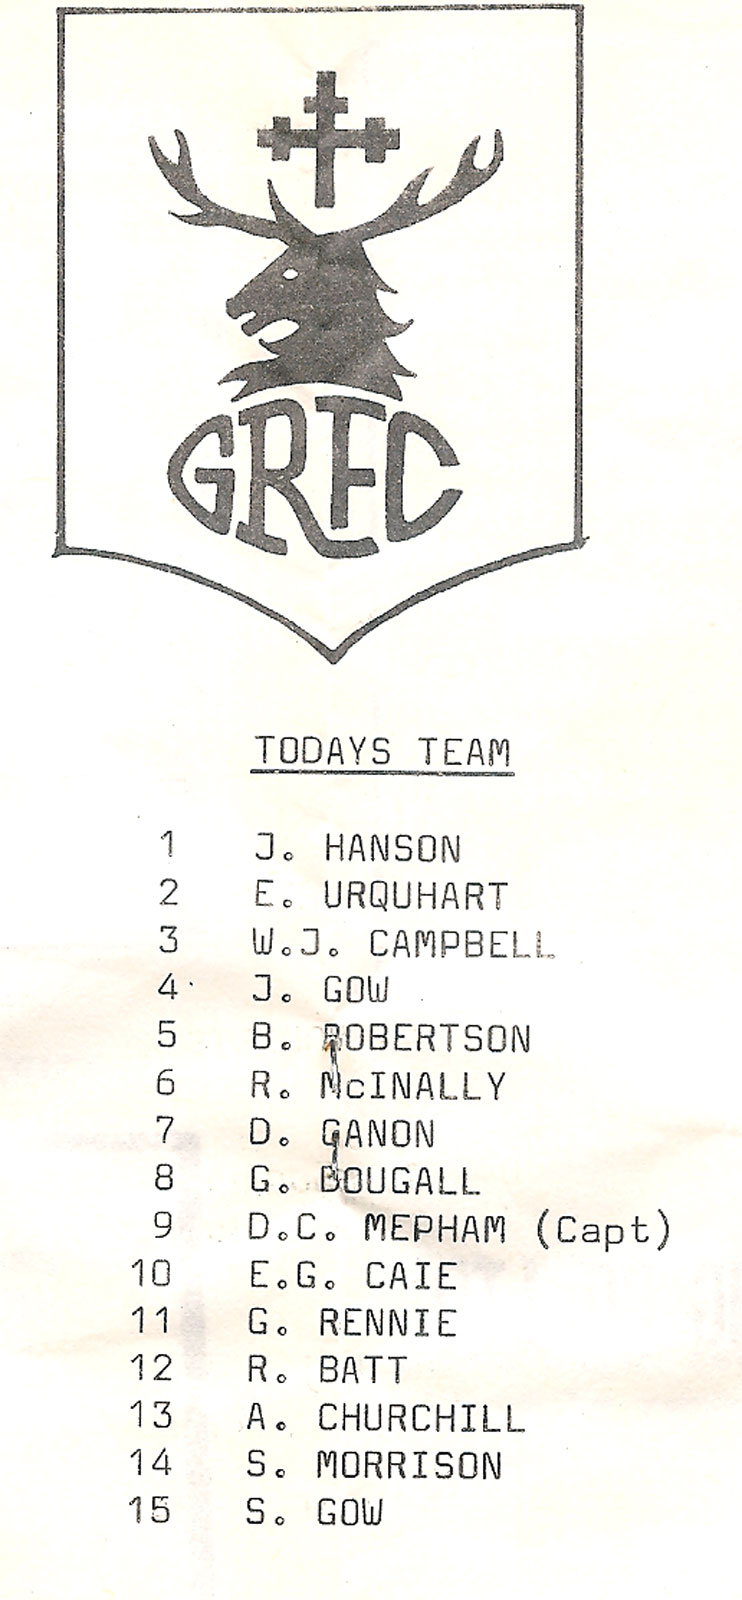 GRFC
TODAYS TEAM
1 J. HANSON
2 E. URQUHART
3 W.J. CAMPBELL
4 J. GOW
5 B. ROBERTSON
6 R. McINALLY
7 D. GANON
8 G. DOUGALL
9 D.C. MEPHAM (Capt)
10 E.G. CAIE
11 G. RENNIE
12 R. BATT
13 A. CHURCHILL
14 S. MORRISON
15 S. GOW